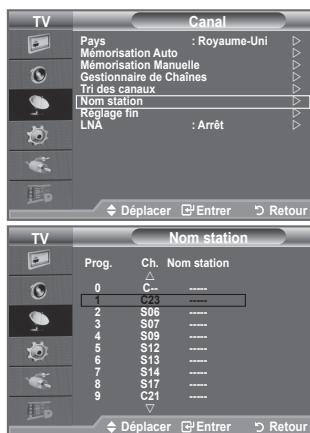 TV Canal
Pays : Royaume-Uni
Mémorisation Auto
Mémorisation Manuelle
Gestionnaire de Chaînes
Tri des canaux
Nom station
Réglage fin
LNA : Arrêt
Déplacer Entrer Retour
TV Nom station
Prog. Ch. Nom station
0 C-- -----
1 C23 -----
2 S06 -----
3 S07 -----
4 S09 -----
5 S12 -----
6 S13 -----
7 S14 -----
8 S17 -----
9 C21 -----
Déplacer Entrer Retour